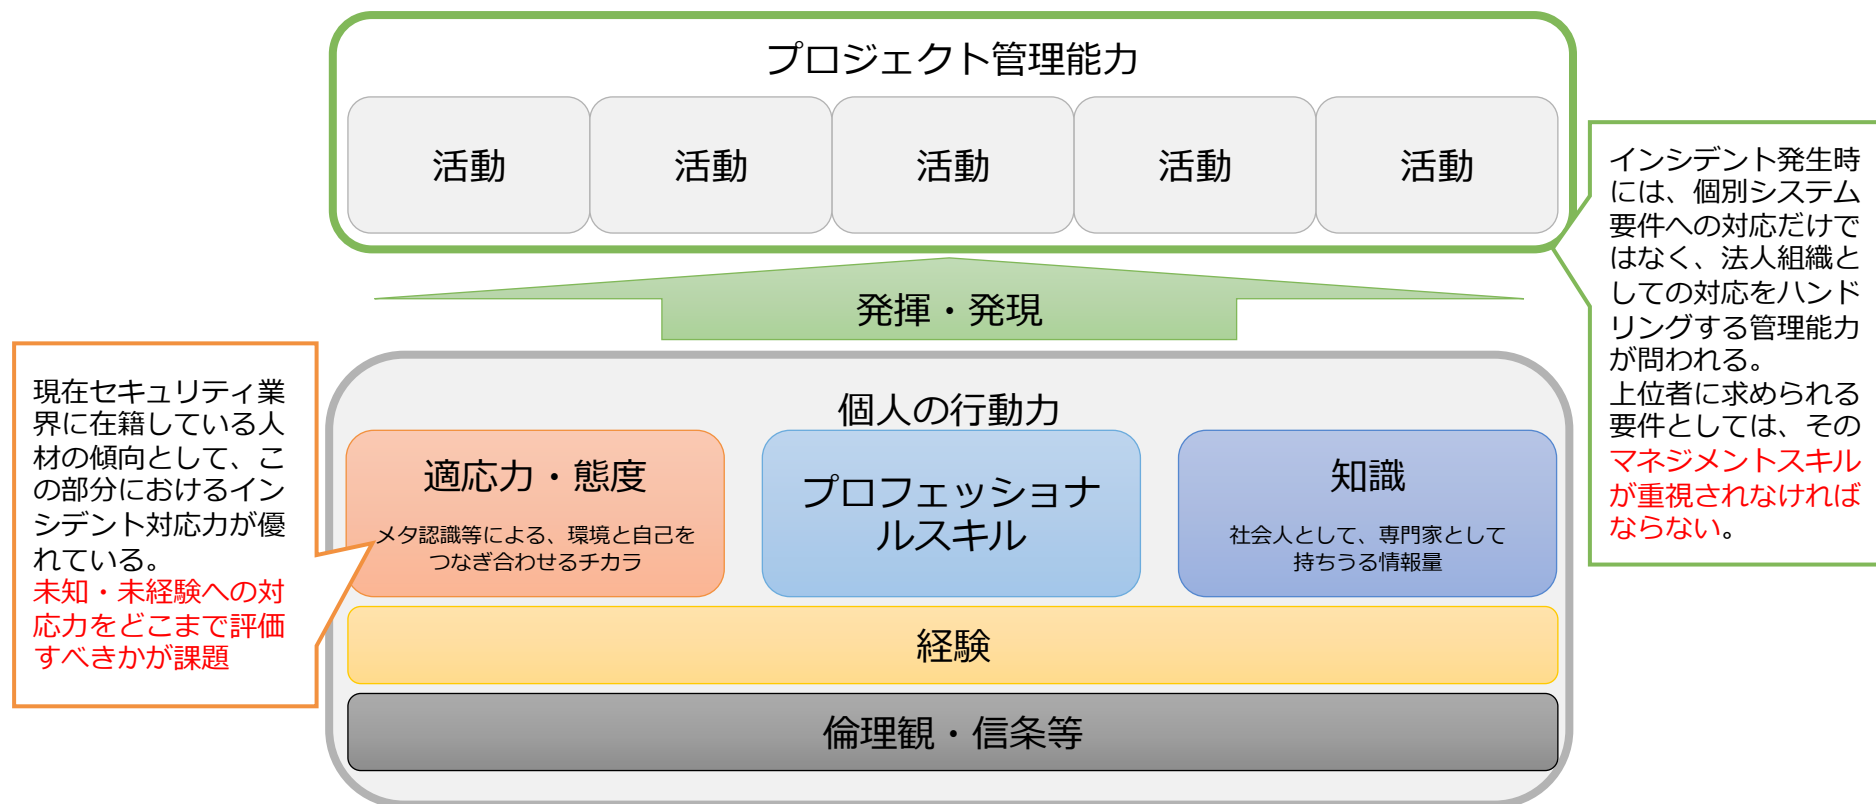 プロジェクト管理能力
活動
活動
活動
活動
活動
発揮・発現
個人の行動力
適応力・態度
メタ認識等による、環境と自己を
つなぎ合わせるチカラ
プロフェッショナ
ルスキル
知識
社会人として、専門家として
持ちうる情報量
経験
倫理観・信条等
現在セキュリティ業
界に在籍している人
材の傾向として、こ
の部分におけるイン
シデント対応力が優
れている。
未知・未経験への対
応力をどこまで評価
すべきかが課題
インシデント発生時
には、個別システム
要件への対応だけで
はなく、法人組織と
しての対応をハンド
リングする管理能力
が問われる。
上位者に求められる
要件としては、その
マネジメントスキル
が重視されなければ
ならない。